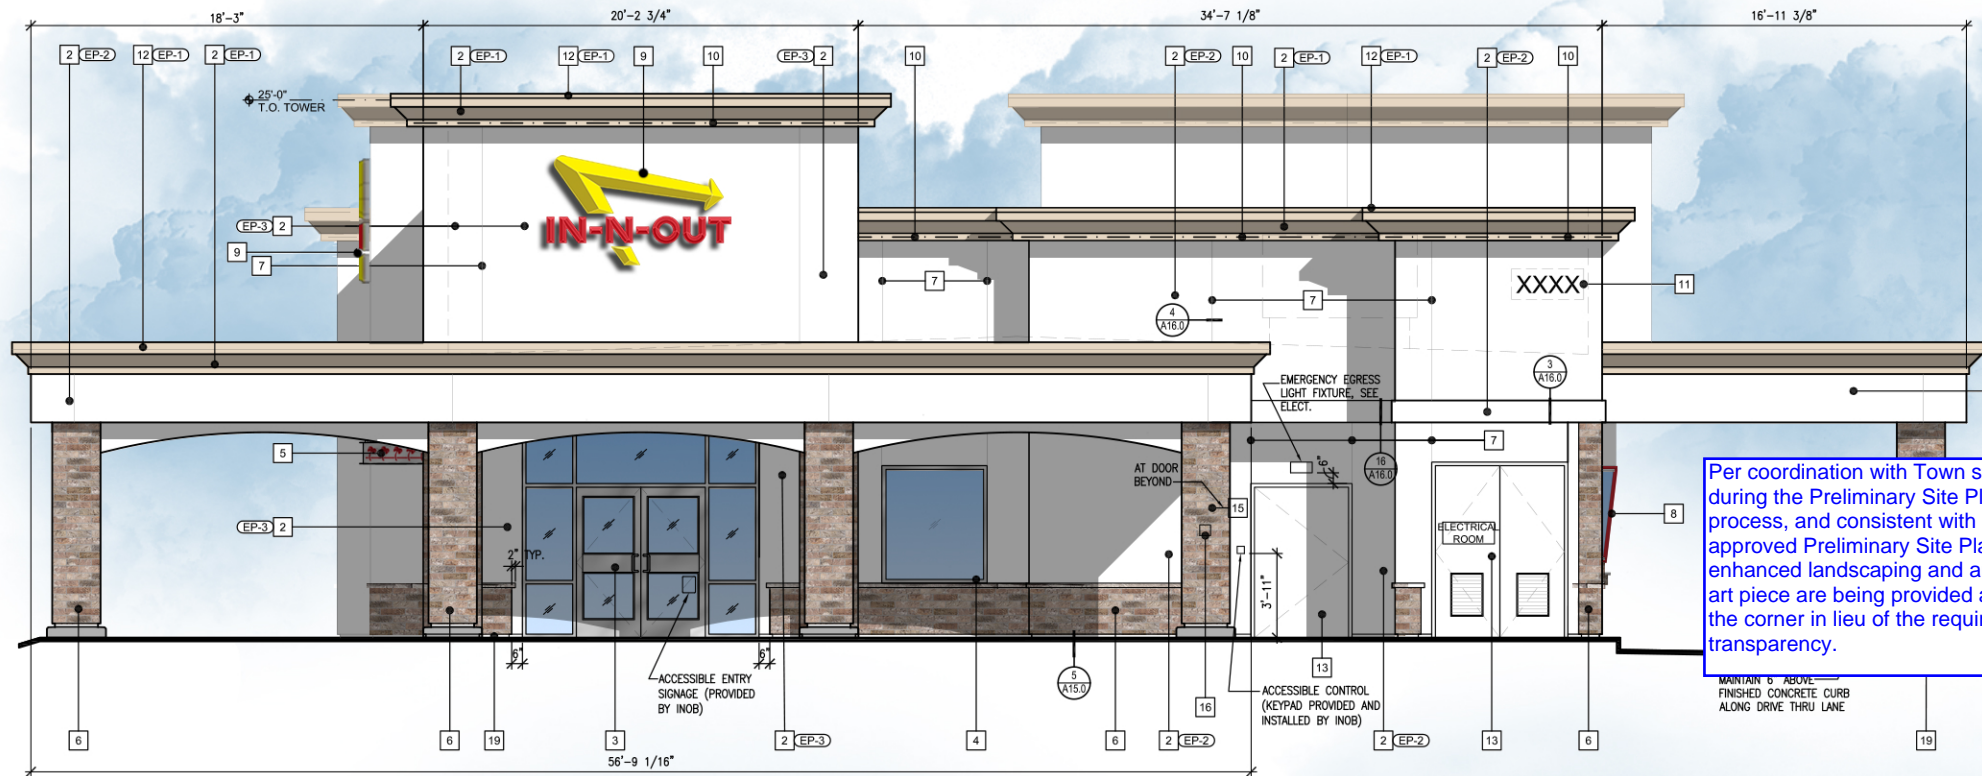 18'-3"
20'-2 3/4"
34'-7 1/8"
16'-11 3/8"
2 EP-2
12 EP-1
2 EP-1
2 EP-1
12 EP-1
9
10
EP-3 2
10
2 EP-2
10
2 EP-1
12 EP-1
2 EP-2
10
25'-0"
T.O. TOWER
IN-N-OUT
EP-3 2
9
7
7
7
XXXX
11
4
A16.0
3
A16.0
EMERGENCY EGRESS
LIGHT FIXTURE, SEE
ELECT.
7
5
AT DOOR
BEYOND
15
6"
16
A16.0
EP-3 2
2" TYP.
16
3'-11"
ELECTRICAL
ROOM
8
Per coordination with Town s
during the Preliminary Site Pl
process, and consistent with
approved Preliminary Site Pla
enhanced landscaping and a
art piece are being provided a
the corner in lieu of the requi
transparency.
6"
6"
ACCESSIBLE ENTRY
SIGNAGE (PROVIDED
BY INOB)
5
A15.0
13
ACCESSIBLE CONTROL
(KEYPAD PROVIDED AND
INSTALLED BY INOB)
MAINTAIN 6" ABOVE
FINISHED CONCRETE CURB
ALONG DRIVE THRU LANE
16
6
6
19
3
2 EP-3
4
6
2 EP-2
2 EP-2
13
6
19
56'-9 1/16"